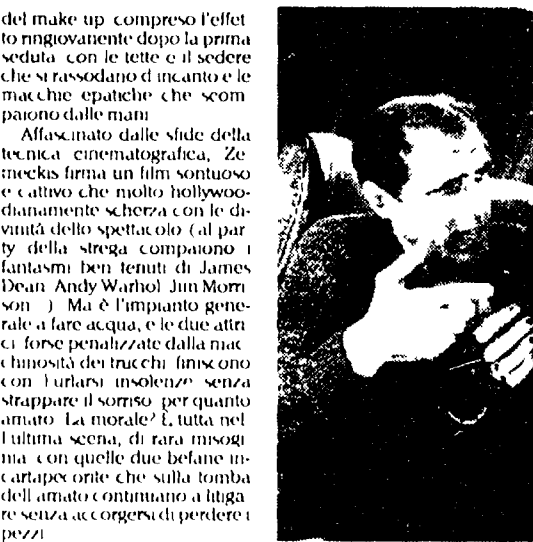 del make up compreso l'effet
to ringiovanente dopo la prima
seduta con le tette e il sedere
che si rassodano d incanto e le
macchie epatiche che scom
paiono dalle mani
Affascinato dalle sfide della
tecnica cinematografica, Ze
meckis firma un film sontuoso
e cattivo che molto hollywoo-
dianamente scherza con le di-
vinità dello spettacolo (al par
ty della strega compaiono i
fantasmi ben tenuti di James
Dean Andy Warhol Jim Morri
son ) Ma è l'impianto gene-
rale a fare acqua, e le due attri
ci forse penalizzate dalla mac
chinosità dei trucchi finiscono
con l urlarsi insolenze senza
strappare il sorriso per quanto
amaro La morale? È tutta nel
l ultima scena, di rara misogi
nia con quelle due befane in-
cartapecorite che sulla tomba
dell amato continuano a litiga
re senza accorgersi di perdere i
pezzi